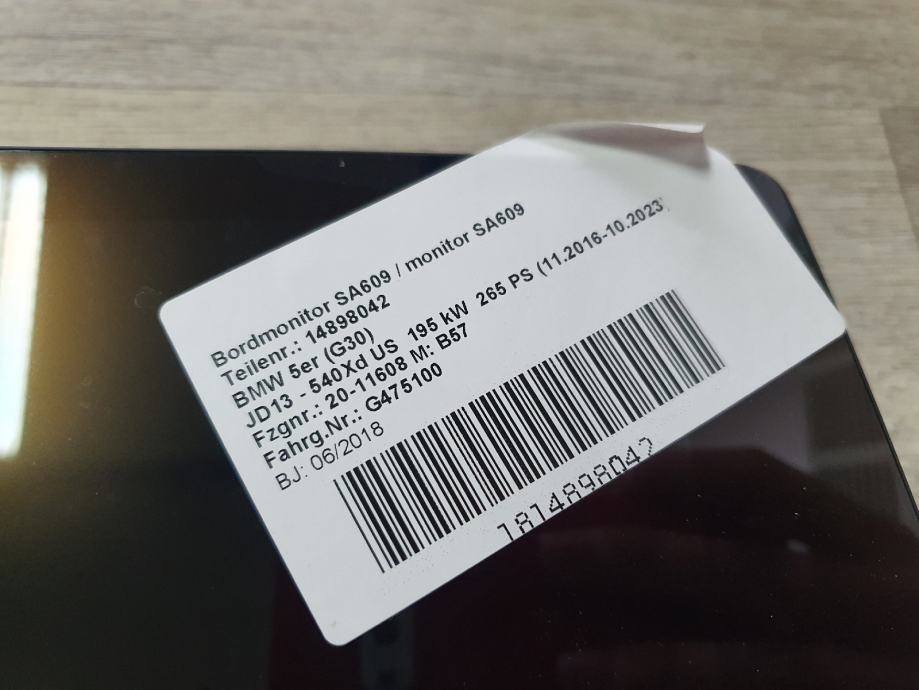 Bordmonitor SA609 / monitor SA609
Teilenr.: 14898042
BMW 5er (G30)
JD13 - 540Xd US 195 kW 265 PS (11.2016-10.2023)
Fzgnr.: 20-11608 M: B57
Fahrg.Nr.: G475100
BJ: 06/2018
1814898042